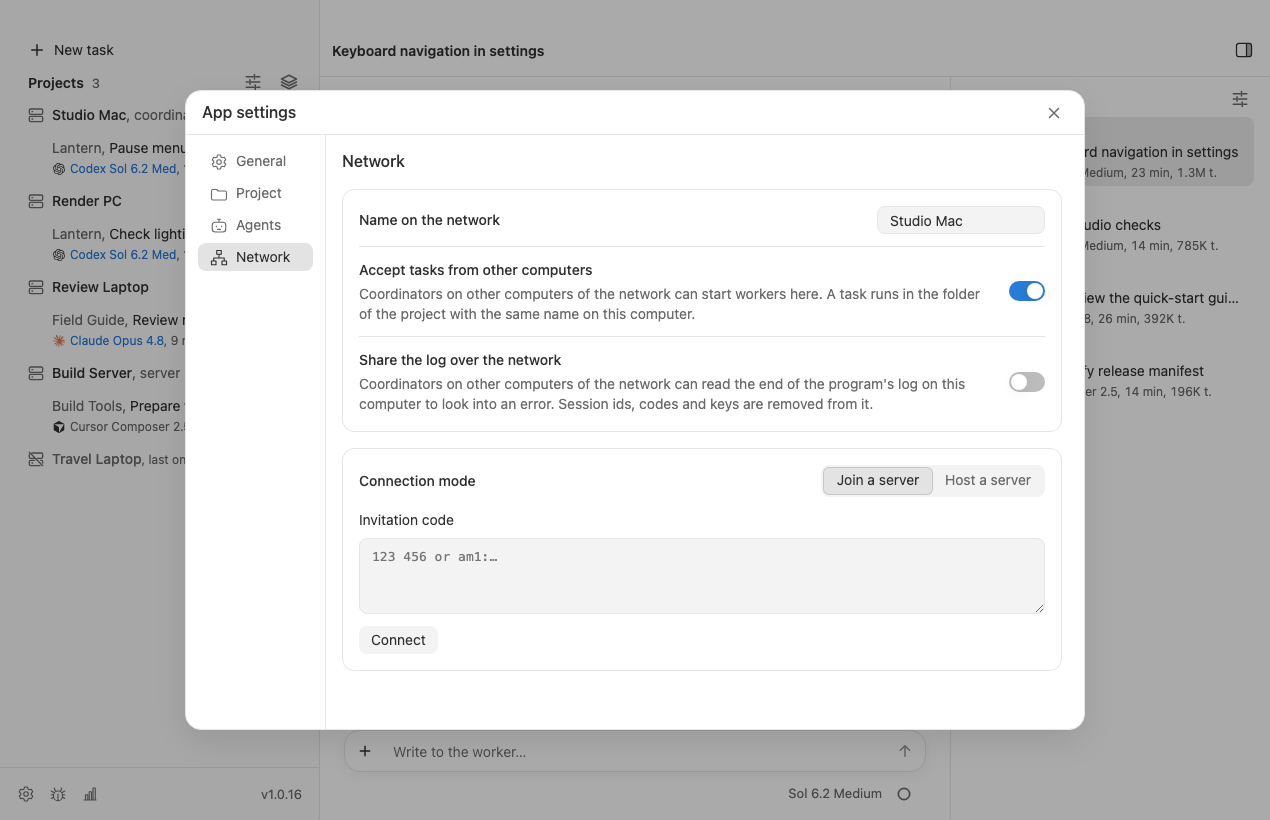 New task
Projects 3
Studio Mac, coordina
Lantern, Pause menu
Codex Sol 6.2 Med,
Render PC
Lantern, Check lighti
Codex Sol 6.2 Med,
Review Laptop
Field Guide, Review
Claude Opus 4.8, 9
Build Server, server
Build Tools, Prepare
Cursor Composer 2.5
Travel Laptop, last on
v1.0.16
Keyboard navigation in settings
App settings
General
Project
Agents
Network
Network
Name on the network
Studio Mac
Accept tasks from other computers
Coordinators on other computers of the network can start workers here. A task runs in the folder
of the project with the same name on this computer.
Share the log over the network
Coordinators on other computers of the network can read the end of the program's log on this
computer to look into an error. Session ids, codes and keys are removed from it.
Connection mode
Join a server
Host a server
Invitation code
123 456 or am1:…
Connect
Write to the worker…
Sol 6.2 Medium
rd navigation in settings
Medium, 23 min, 1.3M t.
udio checks
Medium, 14 min, 785K t.
iew the quick-start gui…
8, 26 min, 392K t.
fy release manifest
er 2.5, 14 min, 196K t.